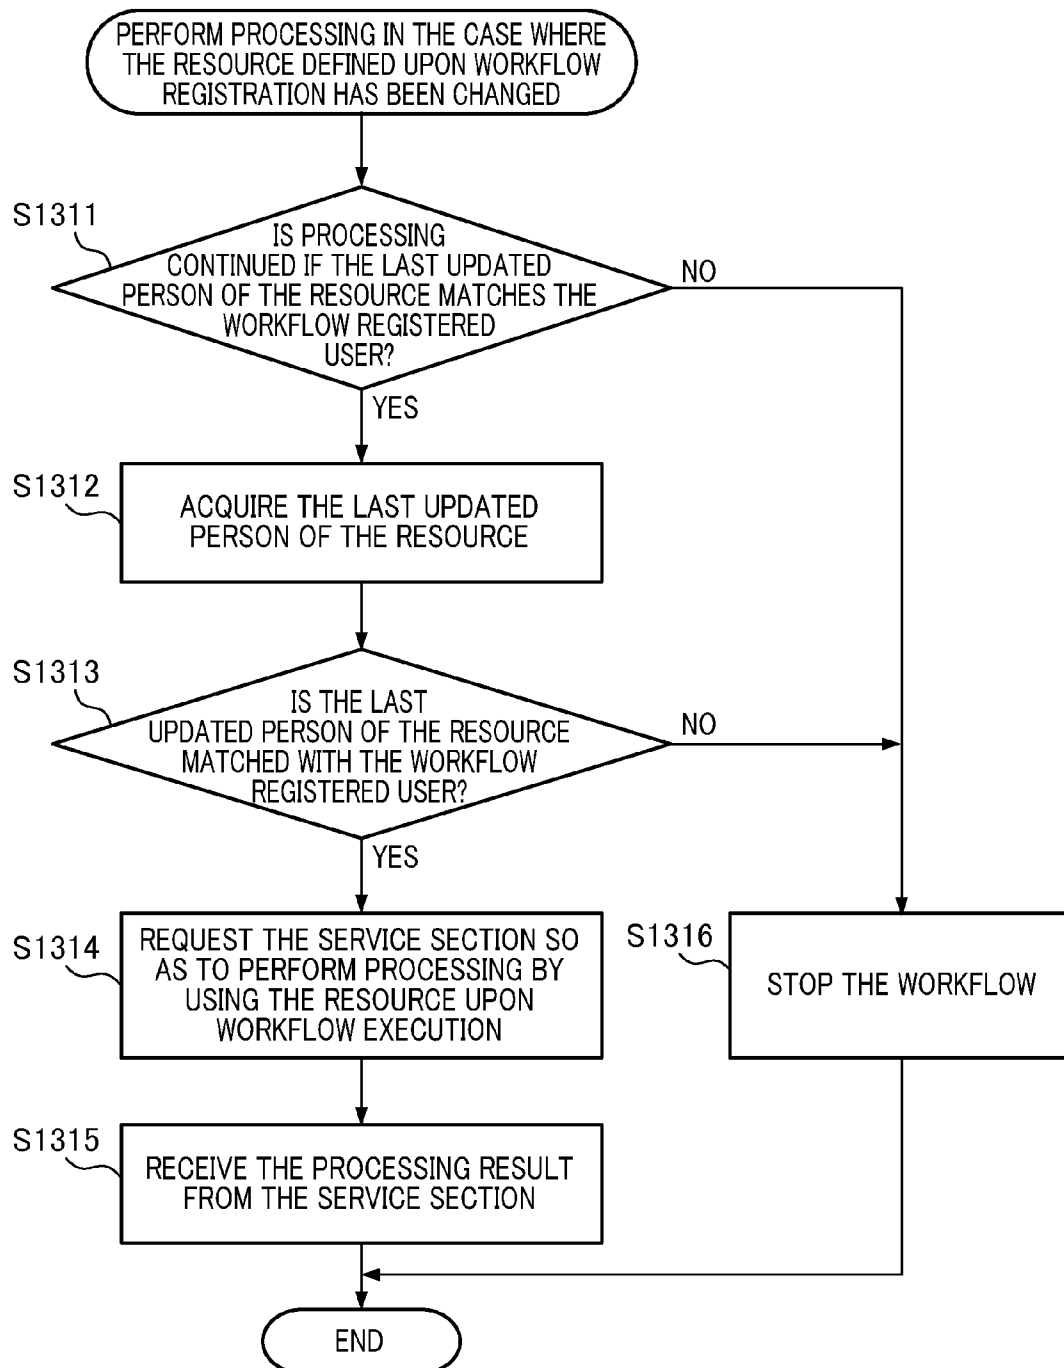 PERFORM PROCESSING IN THE CASE WHERE
THE RESOURCE DEFINED UPON WORKFLOW
REGISTRATION HAS BEEN CHANGED
S1311
IS PROCESSING
CONTINUED IF THE LAST UPDATED
PERSON OF THE RESOURCE MATCHES THE
WORKFLOW REGISTERED
USER?
NO
YES
S1312
ACQUIRE THE LAST UPDATED
PERSON OF THE RESOURCE
S1313
IS THE LAST
UPDATED PERSON OF THE RESOURCE
MATCHED WITH THE WORKFLOW
REGISTERED USER?
NO
YES
S1314
REQUEST THE SERVICE SECTION SO
AS TO PERFORM PROCESSING BY
USING THE RESOURCE UPON
WORKFLOW EXECUTION
S1316
STOP THE WORKFLOW
S1315
RECEIVE THE PROCESSING RESULT
FROM THE SERVICE SECTION
END